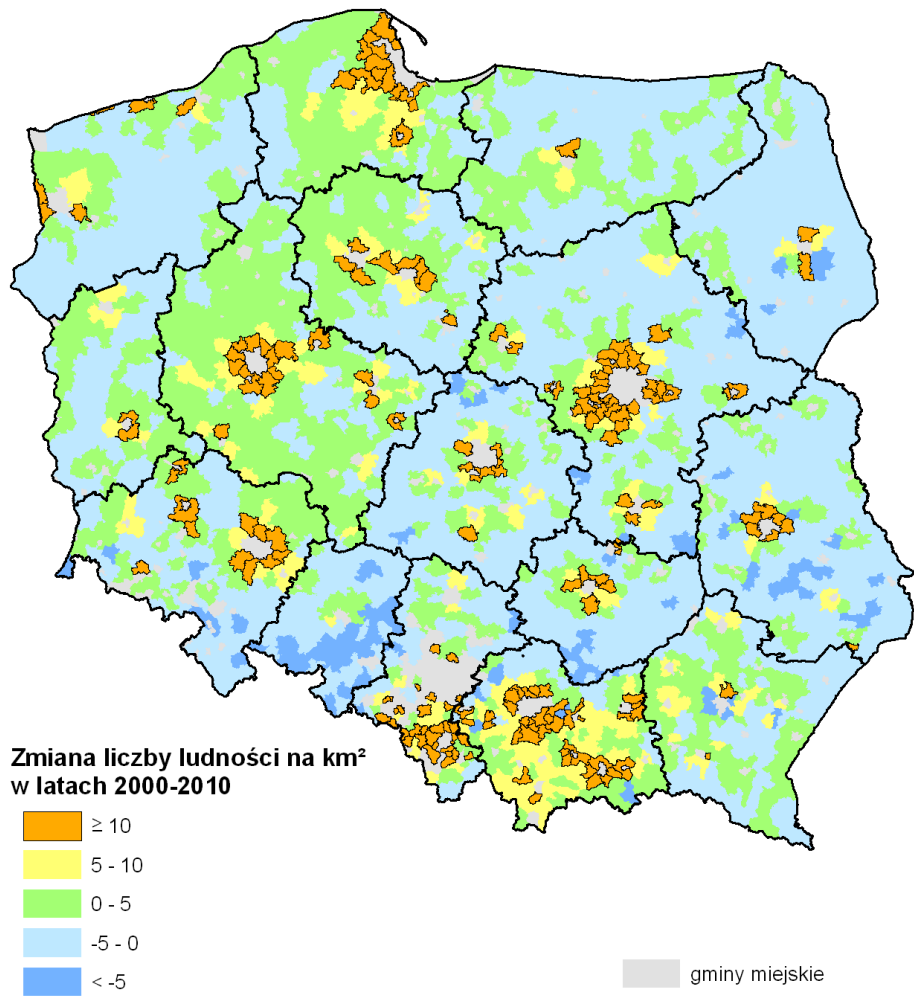 Zmiana liczby ludności na km²
w latach 2000-2010
≥ 10
5 - 10
0 - 5
-5 - 0
< -5
gminy miejskie